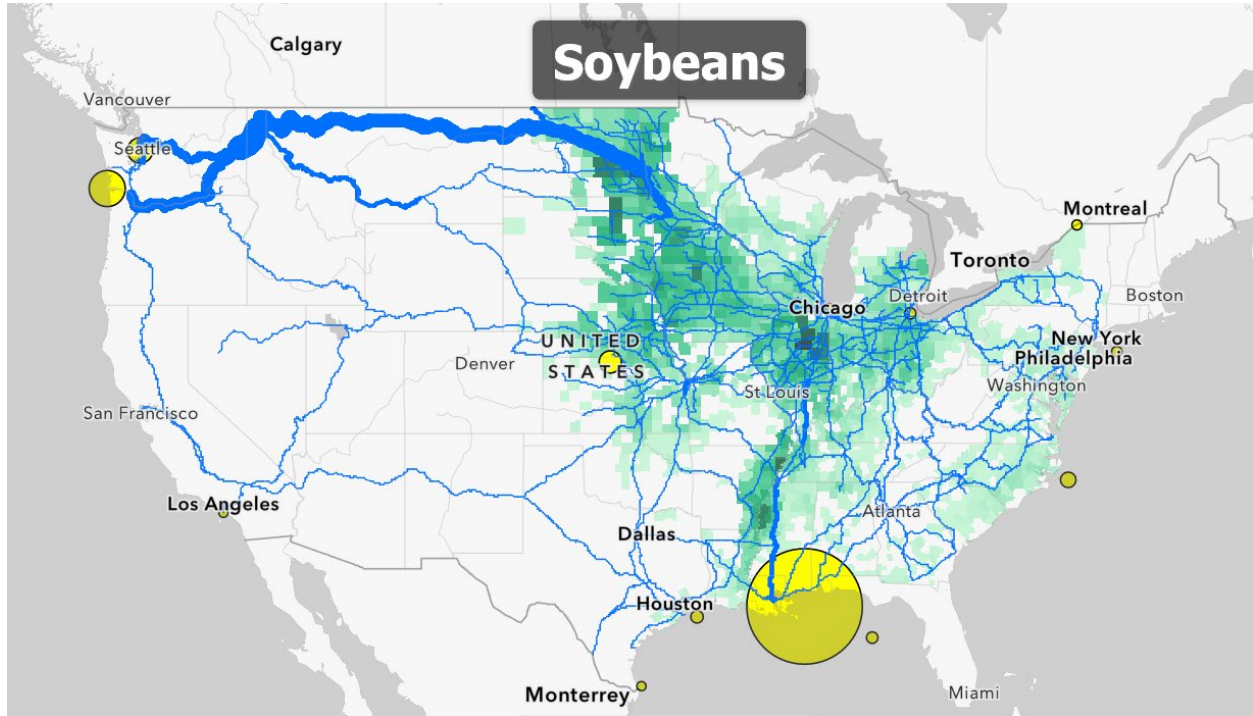 Soybeans
Calgary
Vancouver
Seattle
Montreal
Toronto
Boston
Detroit
Chicago
New York
Philadelphia
UNITED
STATES
Denver
Washington
St Louis
San Francisco
Los Angeles
Atlanta
Dallas
Houston
Monterrey
Miami